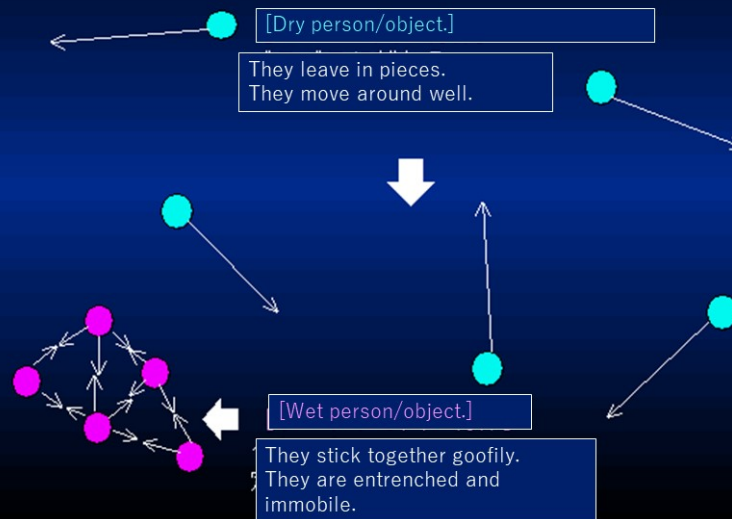 [Dry person/object.]
They leave in pieces.
They move around well.
[Wet person/object.]
They stick together goofily.
They are entrenched and
immobile.